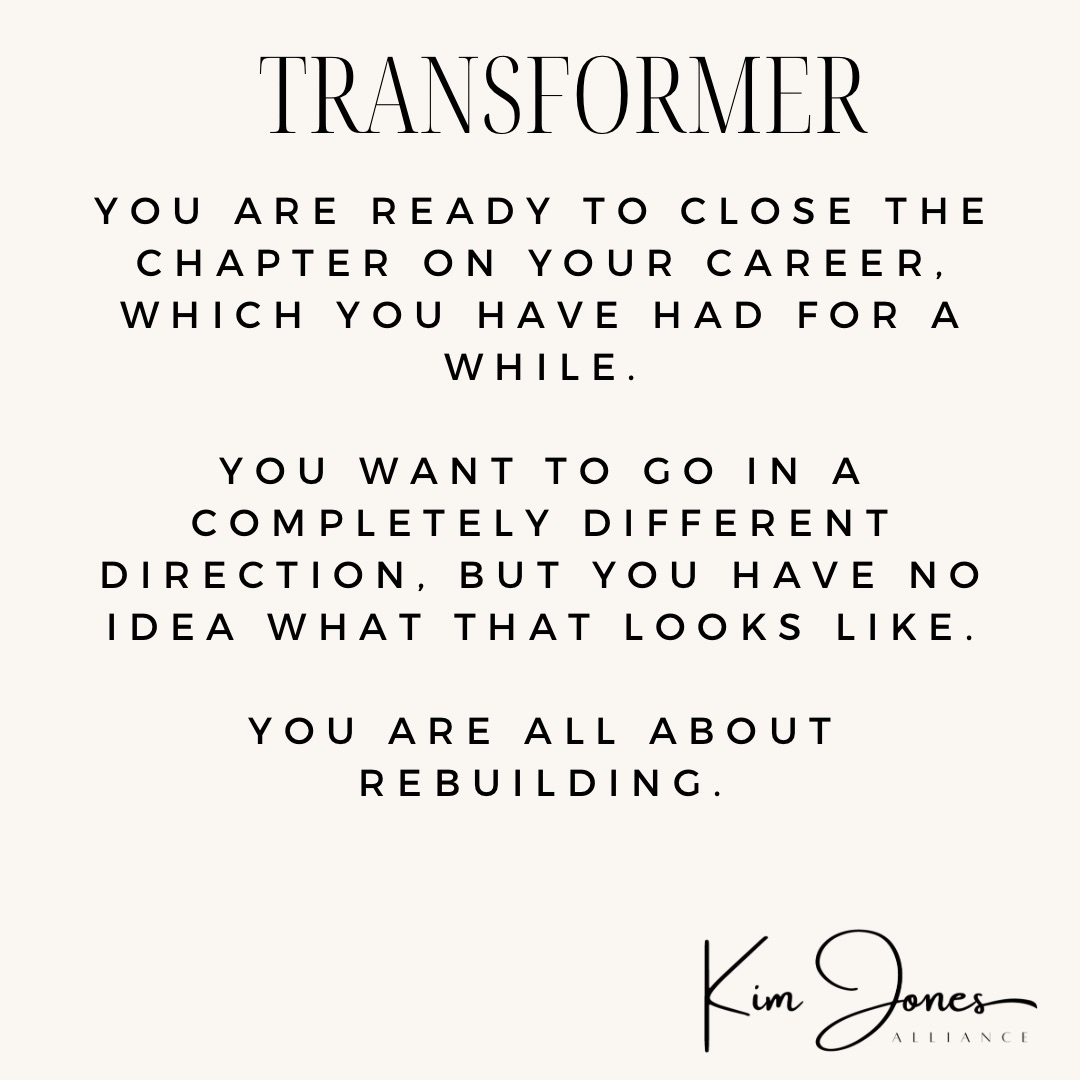 TRANSFORMER
YOU ARE READY TO CLOSE THE
CHAPTER ON YOUR CAREER,
WHICH YOU HAVE HAD FOR A
WHILE.
YOU WANT TO GO IN A
COMPLETELY DIFFERENT
DIRECTION, BUT YOU HAVE NO
IDEA WHAT THAT LOOKS LIKE.
YOU ARE ALL ABOUT
REBUILDING.
Kim Jones
ALLIANCE